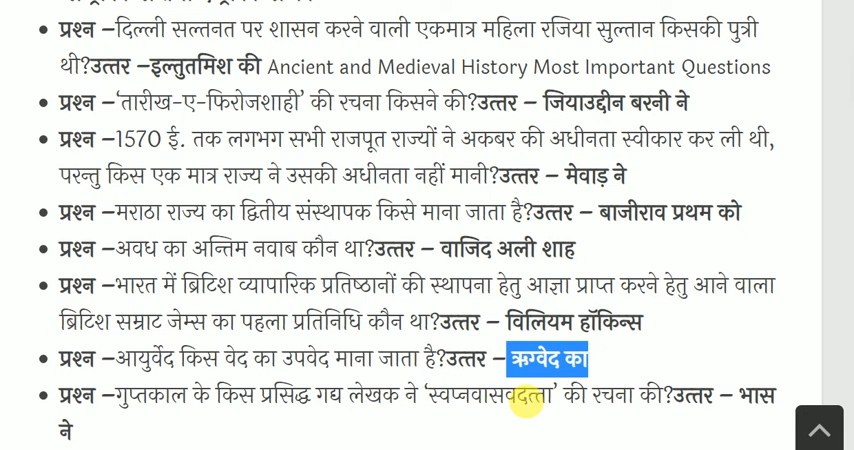 प्रश्न –दिल्ली सल्तनत पर शासन करने वाली एकमात्र महिला रजिया सुल्तान किसकी पुत्री
थी?उत्तर –इल्तुतमिश की Ancient and Medieval History Most Important Questions
प्रश्न –‘तारीख-ए-फिरोजशाही’ की रचना किसने की?उत्तर – जियाउद्दीन बरनी ने
प्रश्न –1570 ई. तक लगभग सभी राजपूत राज्यों ने अकबर की अधीनता स्वीकार कर ली थी,
परन्तु किस एक मात्र राज्य ने उसकी अधीनता नहीं मानी?उत्तर – मेवाड़ ने
प्रश्न –मराठा राज्य का द्वितीय संस्थापक किसे माना जाता है?उत्तर – बाजीराव प्रथम को
प्रश्न –अवध का अन्तिम नवाब कौन था?उत्तर – वाजिद अली शाह
प्रश्न –भारत में ब्रिटिश व्यापारिक प्रतिष्ठानों की स्थापना हेतु आज्ञा प्राप्त करने हेतु आने वाला
ब्रिटिश सम्राट जेम्स का पहला प्रतिनिधि कौन था?उत्तर – विलियम हॉकिन्स
प्रश्न –आयुर्वेद किस वेद का उपवेद माना जाता है?उत्तर – ऋग्वेद का
प्रश्न –गुप्तकाल के किस प्रसिद्ध गद्य लेखक ने ‘स्वप्नवासवदत्ता’ की रचना की?उत्तर – भास
ने